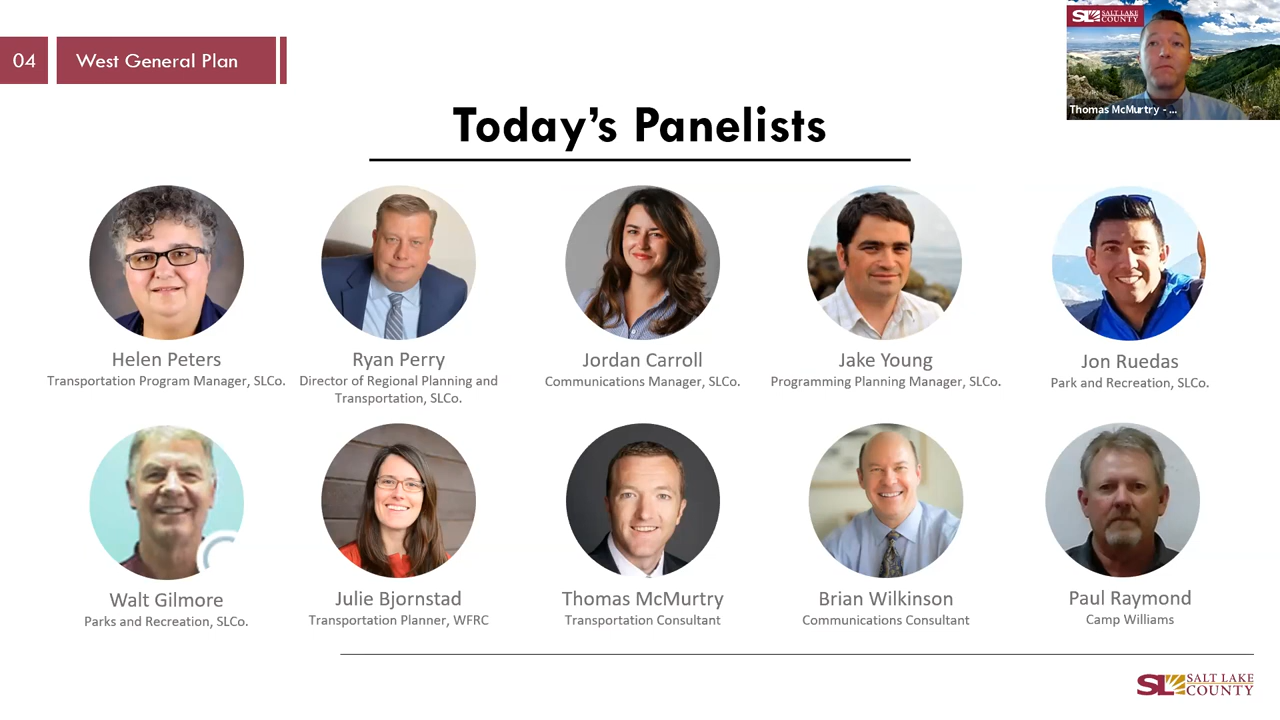 SL SALT LAKE
COUNTY
04 West General Plan
Thomas McMurtry - ...
Today's Panelists
Helen Peters
Transportation Program Manager, SLCo.
Ryan Perry
Director of Regional Planning and
Transportation, SLCo.
Jordan Carroll
Communications Manager, SLCo.
Jake Young
Programming Planning Manager, SLCo.
Jon Ruedas
Park and Recreation, SLCo.
Walt Gilmore
Parks and Recreation, SLCo.
Julie Bjornstad
Transportation Planner, WFRC
Thomas McMurtry
Transportation Consultant
Brian Wilkinson
Communications Consultant
Paul Raymond
Camp Williams
SL SALT LAKE
COUNTY